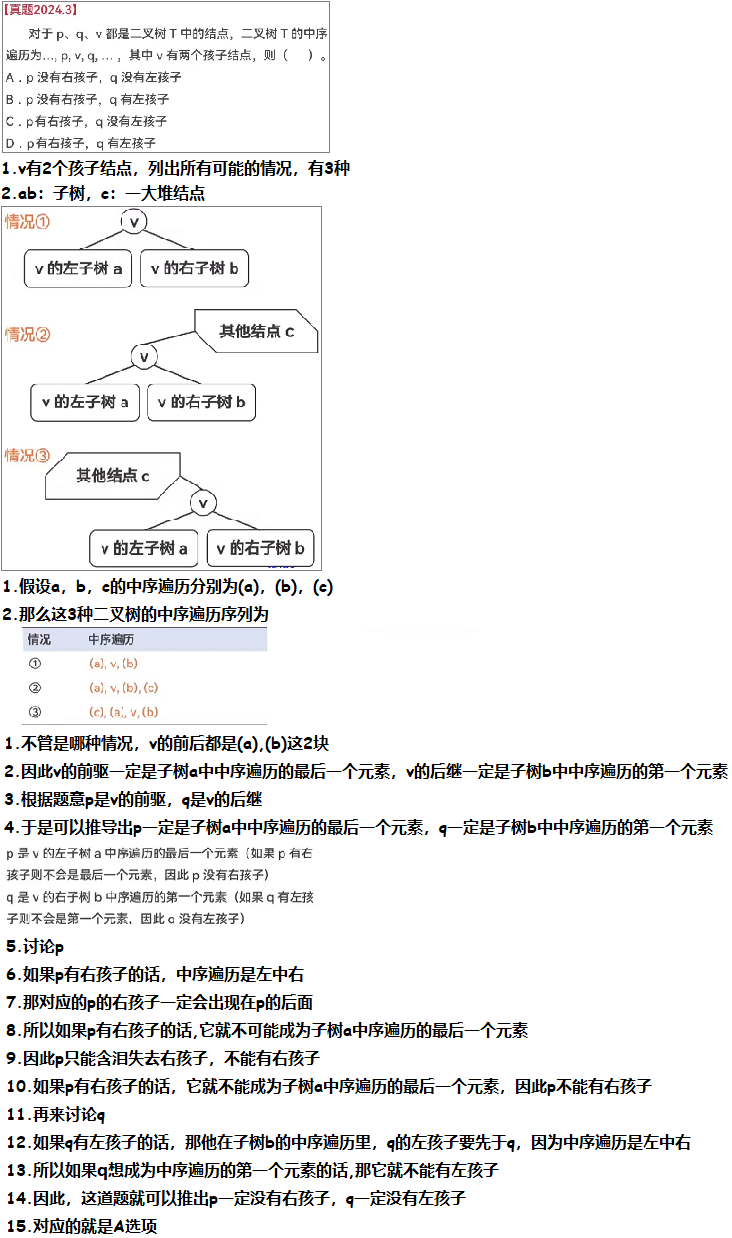 【真题2024.3】
对于 p、q、v 都是二叉树 T 中的结点，二叉树 T 的中序
遍历为…, p, v, q, …，其中 v 有两个孩子结点，则（ ）。
A．p 没有右孩子，q 没有左孩子
B．p 没有右孩子，q 有左孩子
C．p 有右孩子，q 没有左孩子
D．p 有右孩子，q 有左孩子
1.v有2个孩子结点，列出所有可能的情况，有3种
2.ab：子树，c：一大堆结点
情况①
v
v 的左子树 a
v 的右子树 b
情况②
其他结点 c
v
v 的左子树 a
v 的右子树 b
情况③
其他结点 c
v
v 的左子树 a
v 的右子树 b
1.假设a，b，c的中序遍历分别为(a)，(b)，(c)
2.那么这3种二叉树的中序遍历序列为
情况 中序遍历
① (a), v, (b)
② (a), v, (b), (c)
③ (c), (a), v, (b)
1.不管是哪种情况，v的前后都是(a),(b)这2块
2.因此v的前驱一定是子树a中中序遍历的最后一个元素，v的后继一定是子树b中中序遍历的第一个元素
3.根据题意p是v的前驱，q是v的后继
4.于是可以推导出p一定是子树a中中序遍历的最后一个元素，q一定是子树b中中序遍历的第一个元素
p 是 v 的左子树 a 中序遍历的最后一个元素（如果 p 有右
孩子则不会是最后一个元素，因此 p 没有右孩子）
q 是 v 的右子树 b 中序遍历的第一个元素（如果 q 有左孩
子则不会是第一个元素，因此 q 没有左孩子）
5.讨论p
6.如果p有右孩子的话，中序遍历是左中右
7.那对应的p的右孩子一定会出现在p的后面
8.所以如果p有右孩子的话,它就不可能成为子树a中序遍历的最后一个元素
9.因此p只能含泪失去右孩子，不能有右孩子
10.如果p有右孩子的话，它就不能成为子树a中序遍历的最后一个元素，因此p不能有右孩子
11.再来讨论q
12.如果q有左孩子的话，那他在子树b的中序遍历里，q的左孩子要先于q，因为中序遍历是左中右
13.所以如果q想成为中序遍历的第一个元素的话,那它就不能有左孩子
14.因此，这道题就可以推出p一定没有右孩子，q一定没有左孩子
15.对应的就是A选项